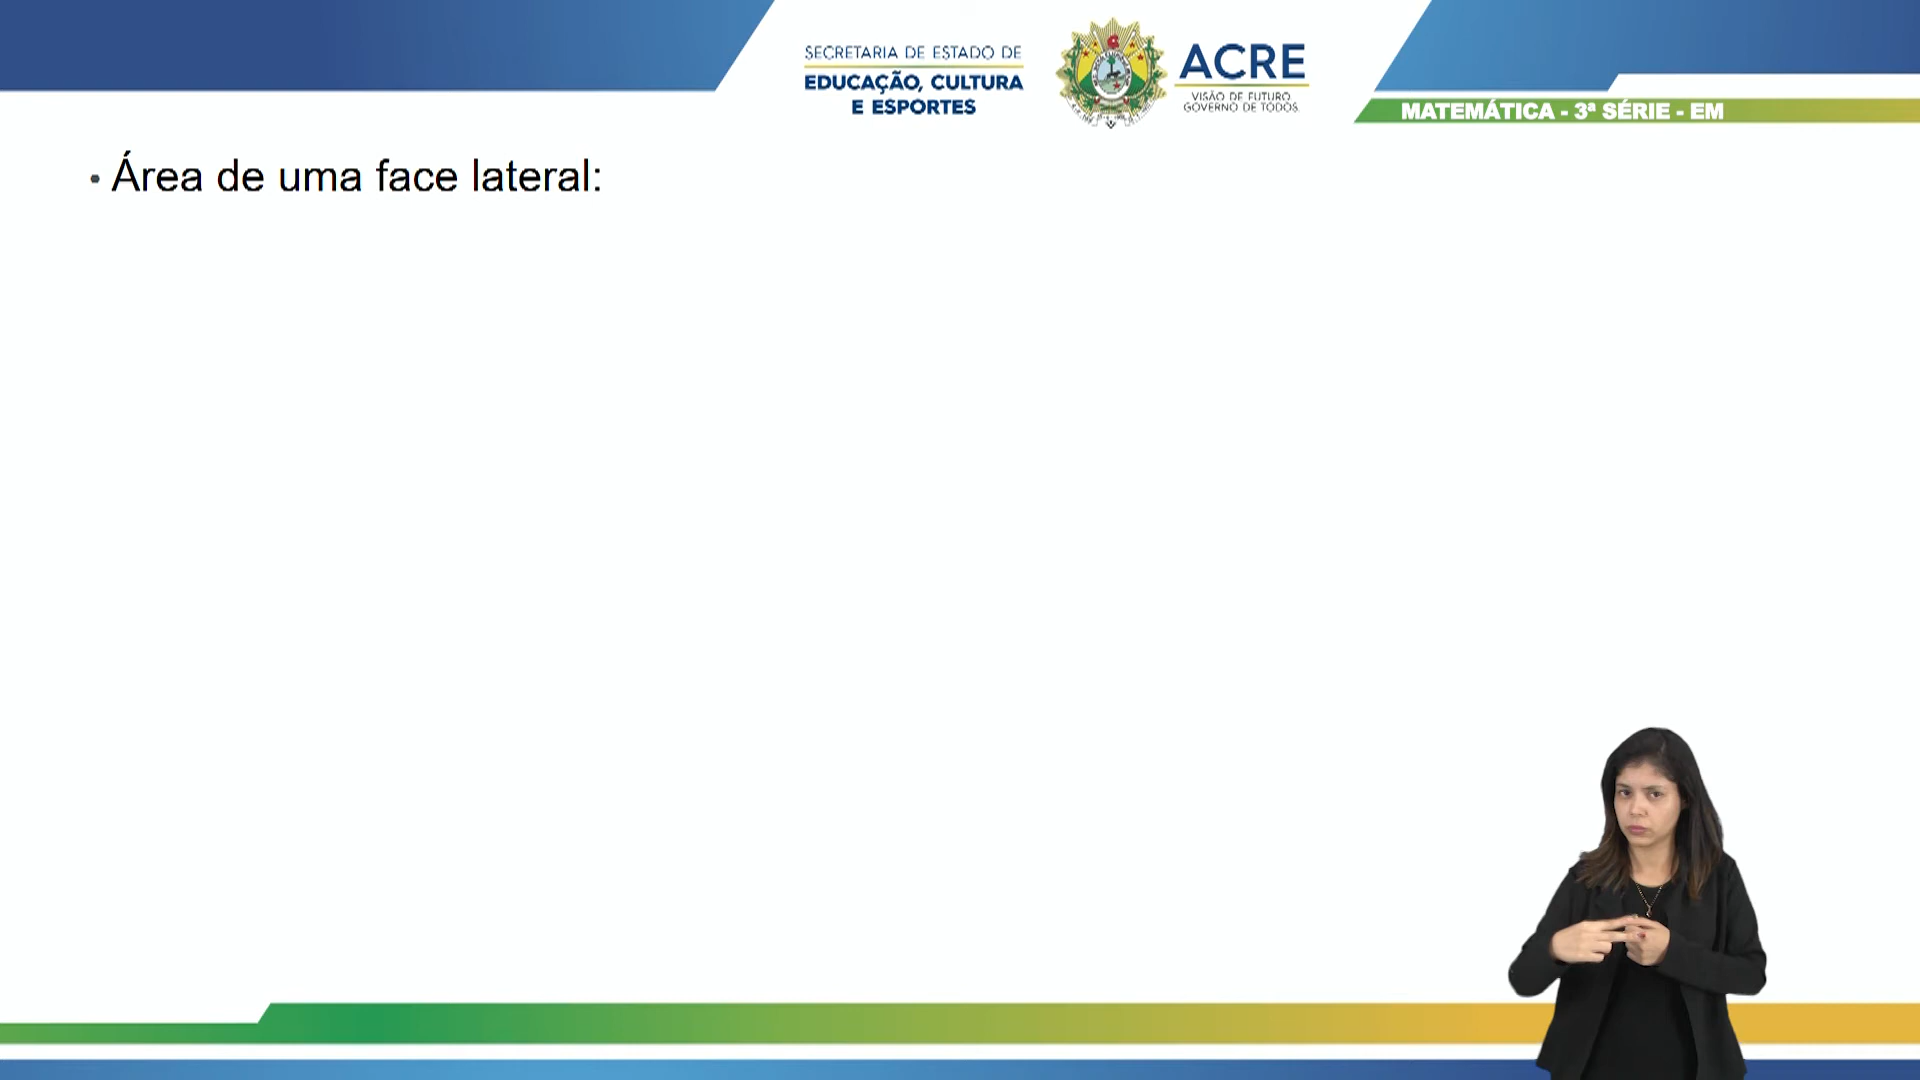 SECRETARIA DE ESTADO DE
EDUCAÇÃO, CULTURA
E ESPORTES
ACRE
VISÃO DE FUTURO.
GOVERNO DE TODOS.
MATEMÁTICA - 3ª SÉRIE - EM
• Área de uma face lateral: